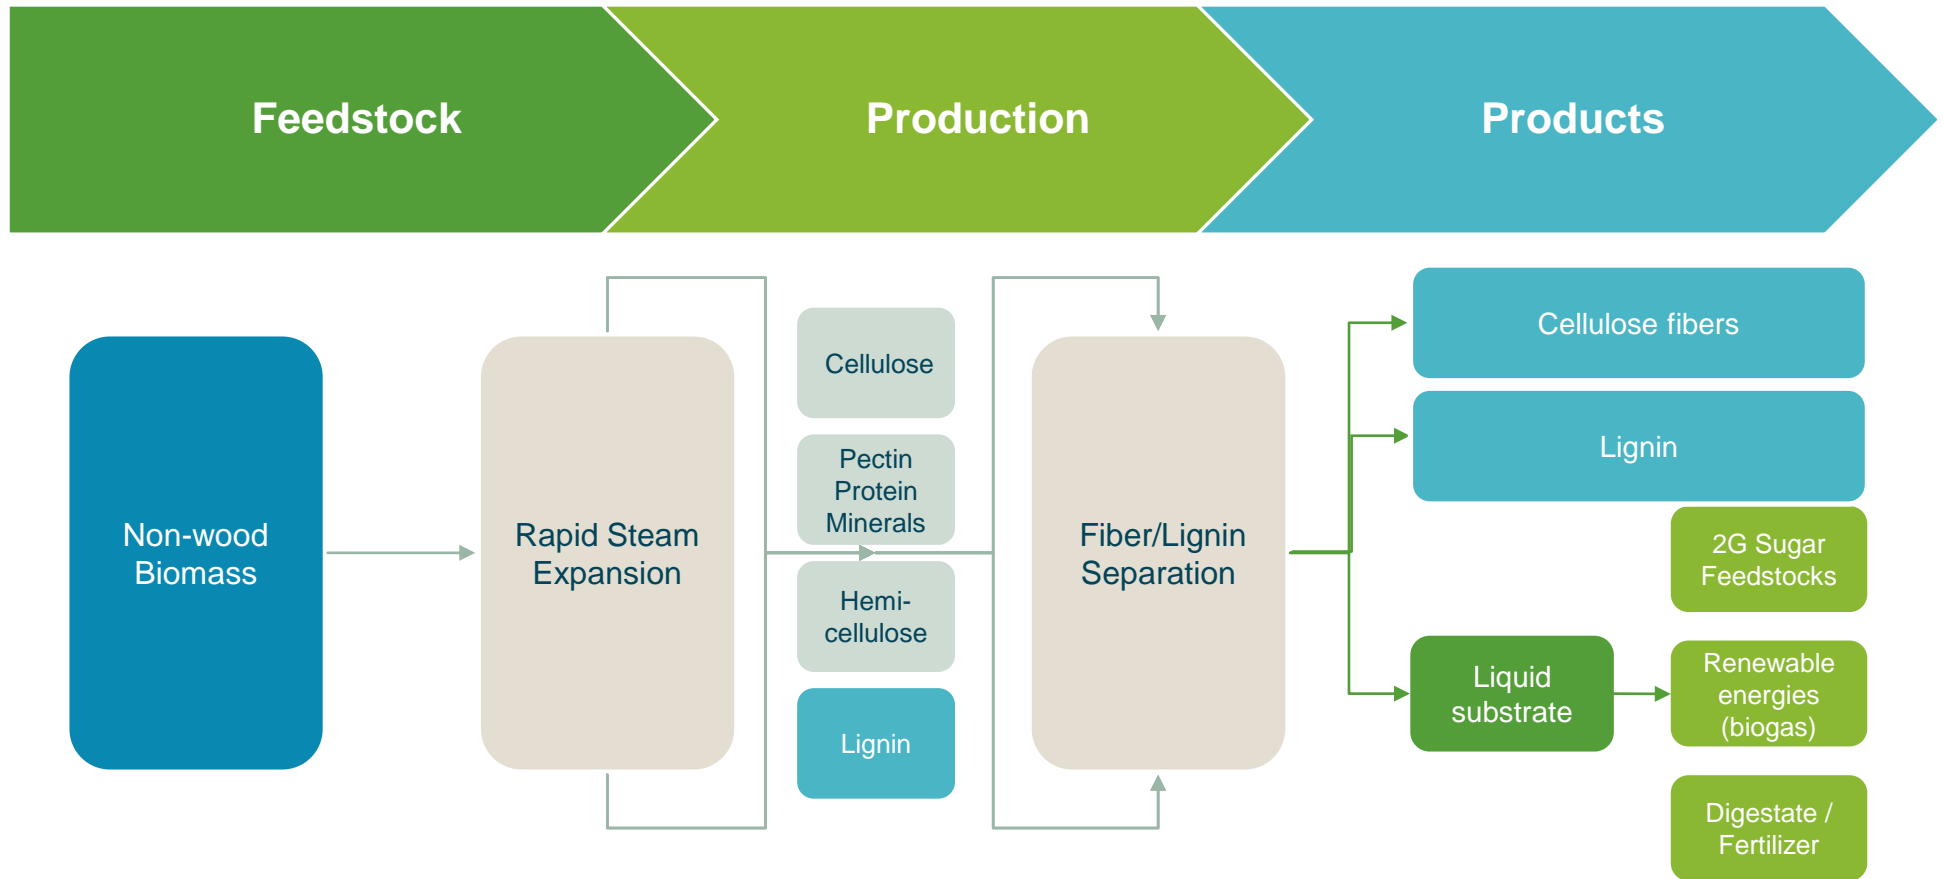 Feedstock
Production
Products
Non-wood
Biomass
Rapid Steam
Expansion
Cellulose
Pectin
Protein
Minerals
Hemi-
cellulose
Lignin
Fiber/Lignin
Separation
Cellulose fibers
Lignin
2G Sugar
Feedstocks
Liquid
substrate
Renewable
energies
(biogas)
Digestate /
Fertilizer